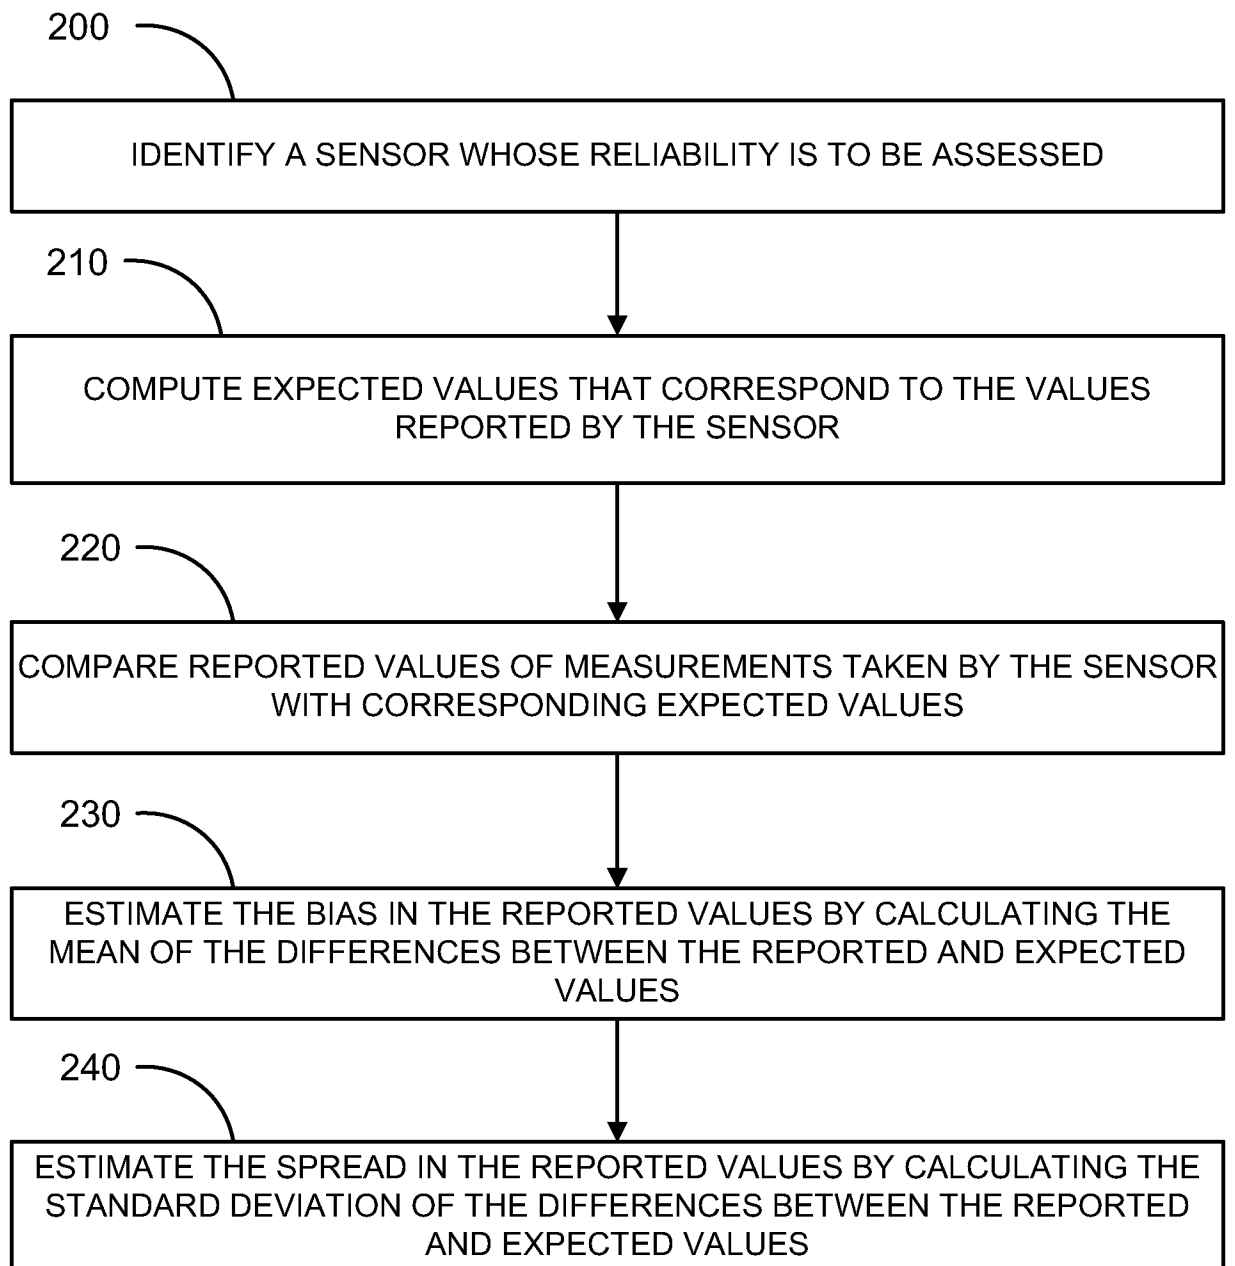 200
IDENTIFY A SENSOR WHOSE RELIABILITY IS TO BE ASSESSED
210
COMPUTE EXPECTED VALUES THAT CORRESPOND TO THE VALUES
REPORTED BY THE SENSOR
220
COMPARE REPORTED VALUES OF MEASUREMENTS TAKEN BY THE SENSOR
WITH CORRESPONDING EXPECTED VALUES
230
ESTIMATE THE BIAS IN THE REPORTED VALUES BY CALCULATING THE
MEAN OF THE DIFFERENCES BETWEEN THE REPORTED AND EXPECTED
VALUES
240
ESTIMATE THE SPREAD IN THE REPORTED VALUES BY CALCULATING THE
STANDARD DEVIATION OF THE DIFFERENCES BETWEEN THE REPORTED
AND EXPECTED VALUES